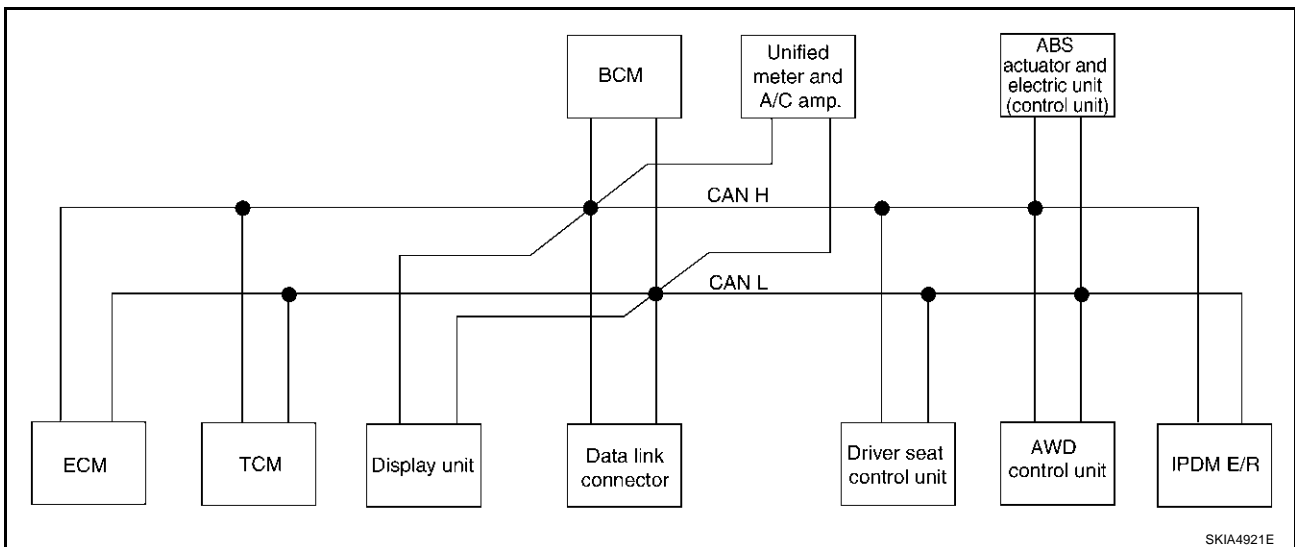 BCM
Unified
meter and
A/C amp.
ABS
actuator and
electric unit
(control unit)
CAN H
CAN L
ECM
TCM
Display unit
Data link
connector
Driver seat
control unit
AWD
control unit
IPDM E/R
SKIA4921E